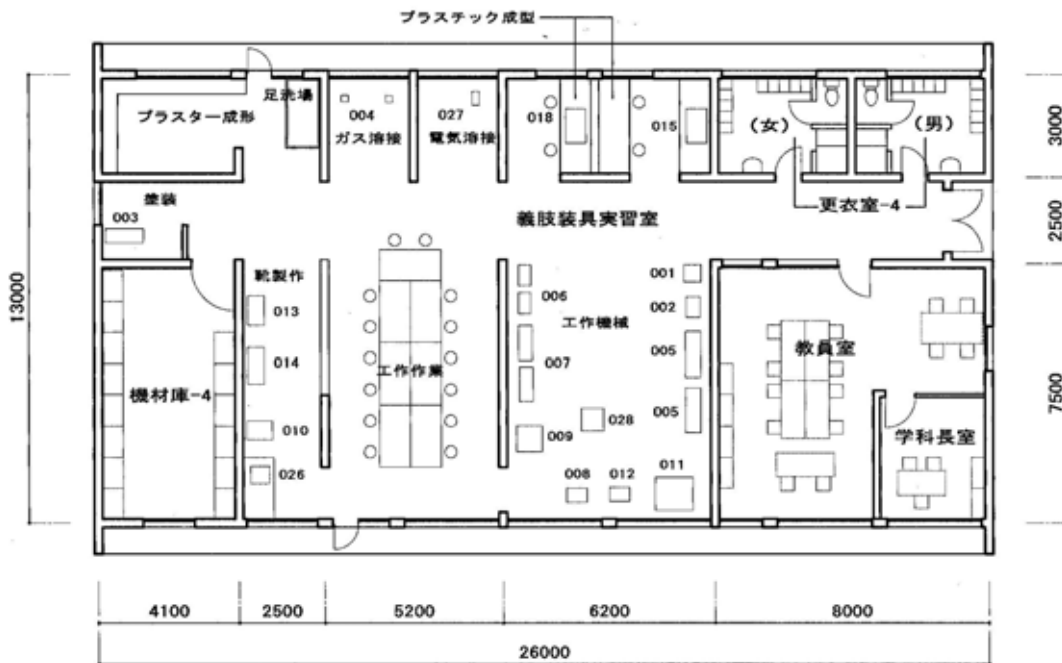 プラスチック成型
足洗場
プラスター成形
004
ガス溶接
027
電気溶接
018
015
(女)
(男)
3000
塗装
003
義肢装具実習室
更衣室-4
2500
13000
靴製作
013
014
010
026
機材庫-4
工作作業
001
006
002
工作機械
007
005
005
028
009
008
012
011
教員室
学科長室
7500
4100
2500
5200
6200
8000
26000